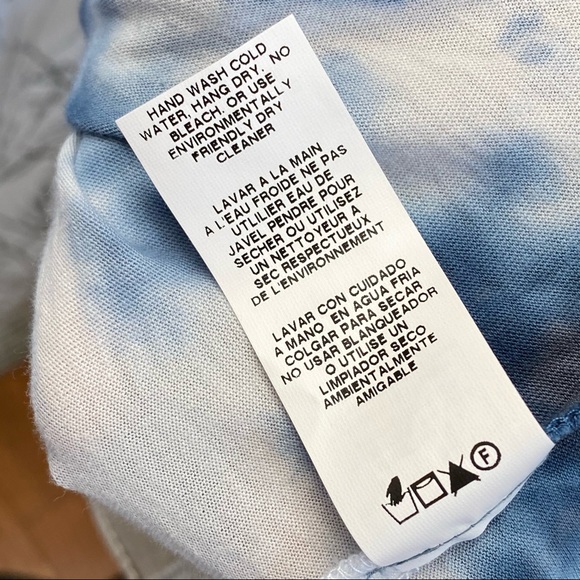 HAND WASH COLD
WATER, HANG DRY. NO
BLEACH, OR USE
ENVIRONMENTALLY
FRIENDLY DRY
CLEANER
LAVAR A LA MAIN
A L'EAU FROIDE NE PAS
UTLILIER EAU DE
JAVEL PENDRE POUR
SECHER OU UTILISEZ
UN NETTOYEUR A
SEC RESPECTUEUX
DE L'ENVIRONNEMENT
LAVAR CON CUIDADO
A MANO EN AGUA FRIA
COLGAR PARA SECAR
NO USAR BLANQUEADOR
O UTILISE UN
LIMPIADOR SECO
AMBIENTALMENTE
AMIGABLE
F